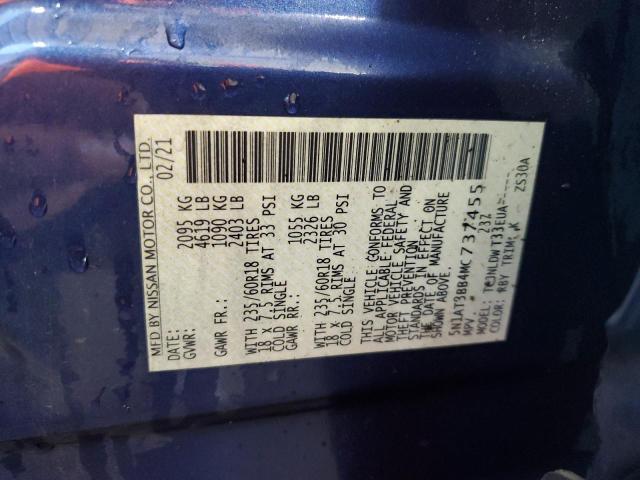 MFD BY NISSAN MOTOR CO., LTD.
DATE: 02/21
GVWR: 2095 KG
4619 LB
GAWR FR.: 1090 KG
2403 LB
WITH 235/60R18 TIRES
18 X 7.5 RIMS AT 33 PSI
COLD SINGLE
GAWR RR.: 1055 KG
2326 LB
WITH 235/60R18 TIRES
18 X 7.5 RIMS AT 30 PSI
COLD SINGLE
THIS VEHICLE CONFORMS TO
ALL APPLICABLE FEDERAL
MOTOR VEHICLE SAFETY AND
THEFT PREVENTION
STANDARDS IN EFFECT ON
THE DATE OF MANUFACTURE
SHOWN ABOVE.
5N1AT3BB4MC737455
MPV 23Z
MODEL: DW T33EUA-----
RBY TRIM: K ZS30A